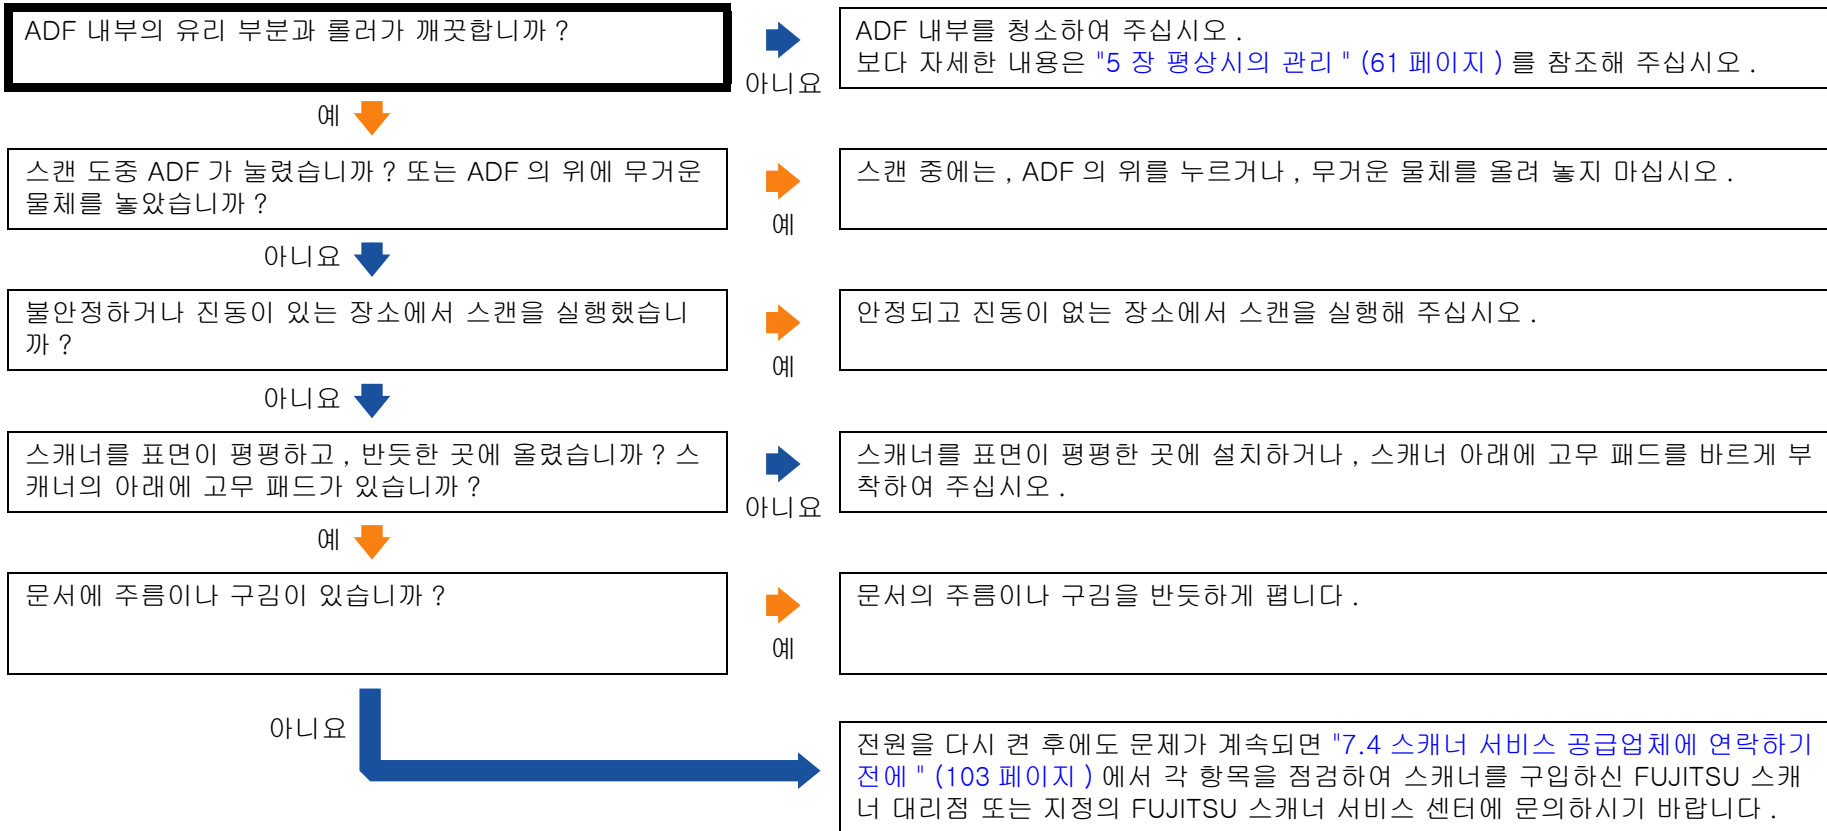 ADF 내부의 유리 부분과 롤러가 깨끗합니까 ?
아니요
ADF 내부를 청소하여 주십시오 .
보다 자세한 내용은 "5 장 평상시의 관리 " (61 페이지 ) 를 참조해 주십시오 .
예
스캔 도중 ADF 가 눌렸습니까 ? 또는 ADF 의 위에 무거운
물체를 놓았습니까 ?
예
스캔 중에는 , ADF 의 위를 누르거나 , 무거운 물체를 올려 놓지 마십시오 .
아니요
불안정하거나 진동이 있는 장소에서 스캔을 실행했습니
까 ?
예
안정되고 진동이 없는 장소에서 스캔을 실행해 주십시오 .
아니요
스캐너를 표면이 평평하고 , 반듯한 곳에 올렸습니까 ? 스
캐너의 아래에 고무 패드가 있습니까 ?
아니요
스캐너를 표면이 평평한 곳에 설치하거나 , 스캐너 아래에 고무 패드를 바르게 부
착하여 주십시오 .
예
문서에 주름이나 구김이 있습니까 ?
예
문서의 주름이나 구김을 반듯하게 폅니다 .
아니요
전원을 다시 켠 후에도 문제가 계속되면 "7.4 스캐너 서비스 공급업체에 연락하기
전에 " (103 페이지 ) 에서 각 항목을 점검하여 스캐너를 구입하신 FUJITSU 스캐
너 대리점 또는 지정의 FUJITSU 스캐너 서비스 센터에 문의하시기 바랍니다 .